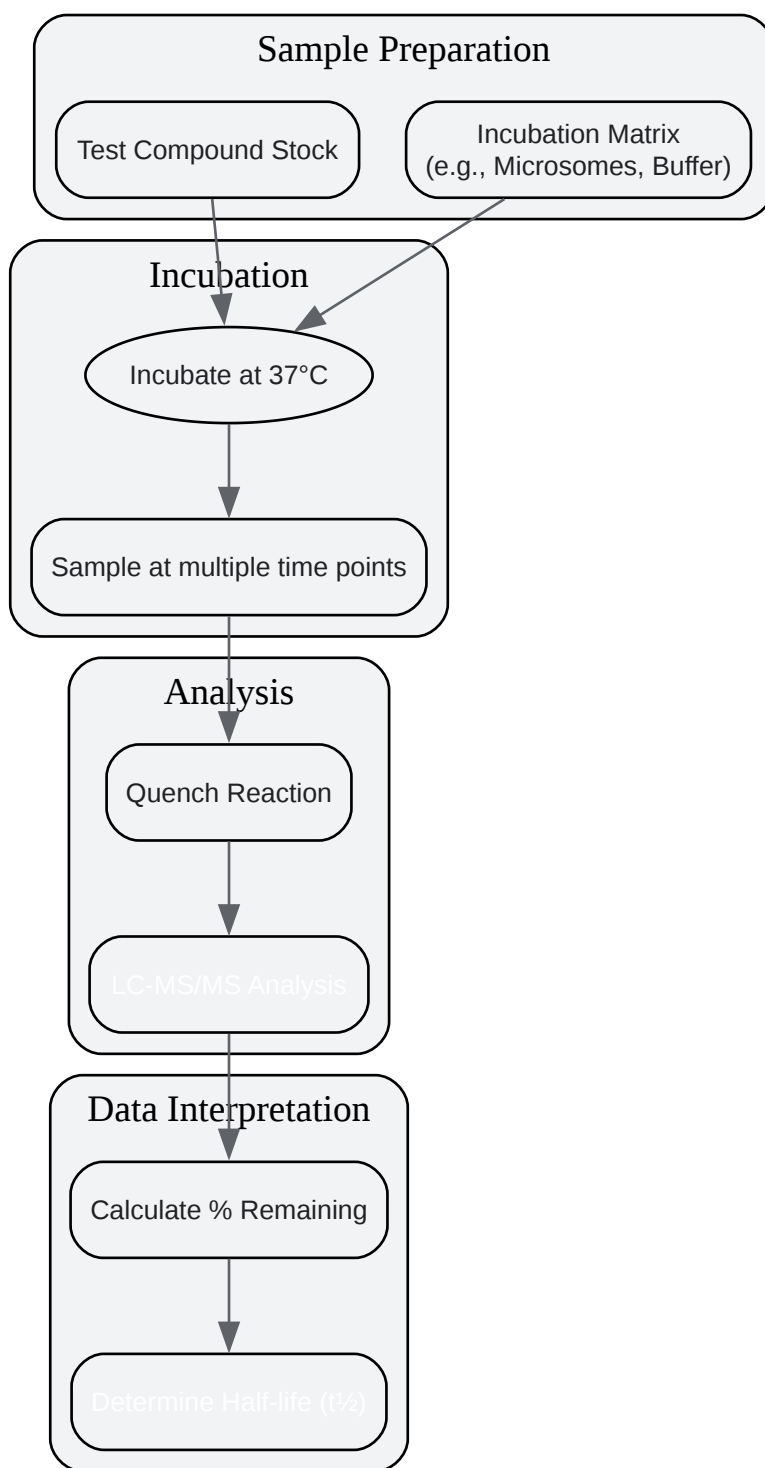 Sample Preparation
Test Compound Stock
Incubation Matrix
(e.g., Microsomes, Buffer)
Incubation
Incubate at 37°C
Sample at multiple time points
Analysis
Quench Reaction
LC-MS/MS Analysis
Data Interpretation
Calculate % Remaining
Determine Half-life (t½)